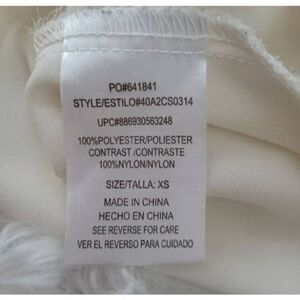 PO#641841
STYLE/ESTILO#40A2CS0314
UPC#886930563248
100%POLYESTER/POLIESTER
CONTRAST /CONTRASTE
100%NYLON/NYLON
SIZE/TALLA: XS
MADE IN CHINA
HECHO EN CHINA
SEE REVERSE FOR CARE
VER EL REVERSO PARA CUIDADO